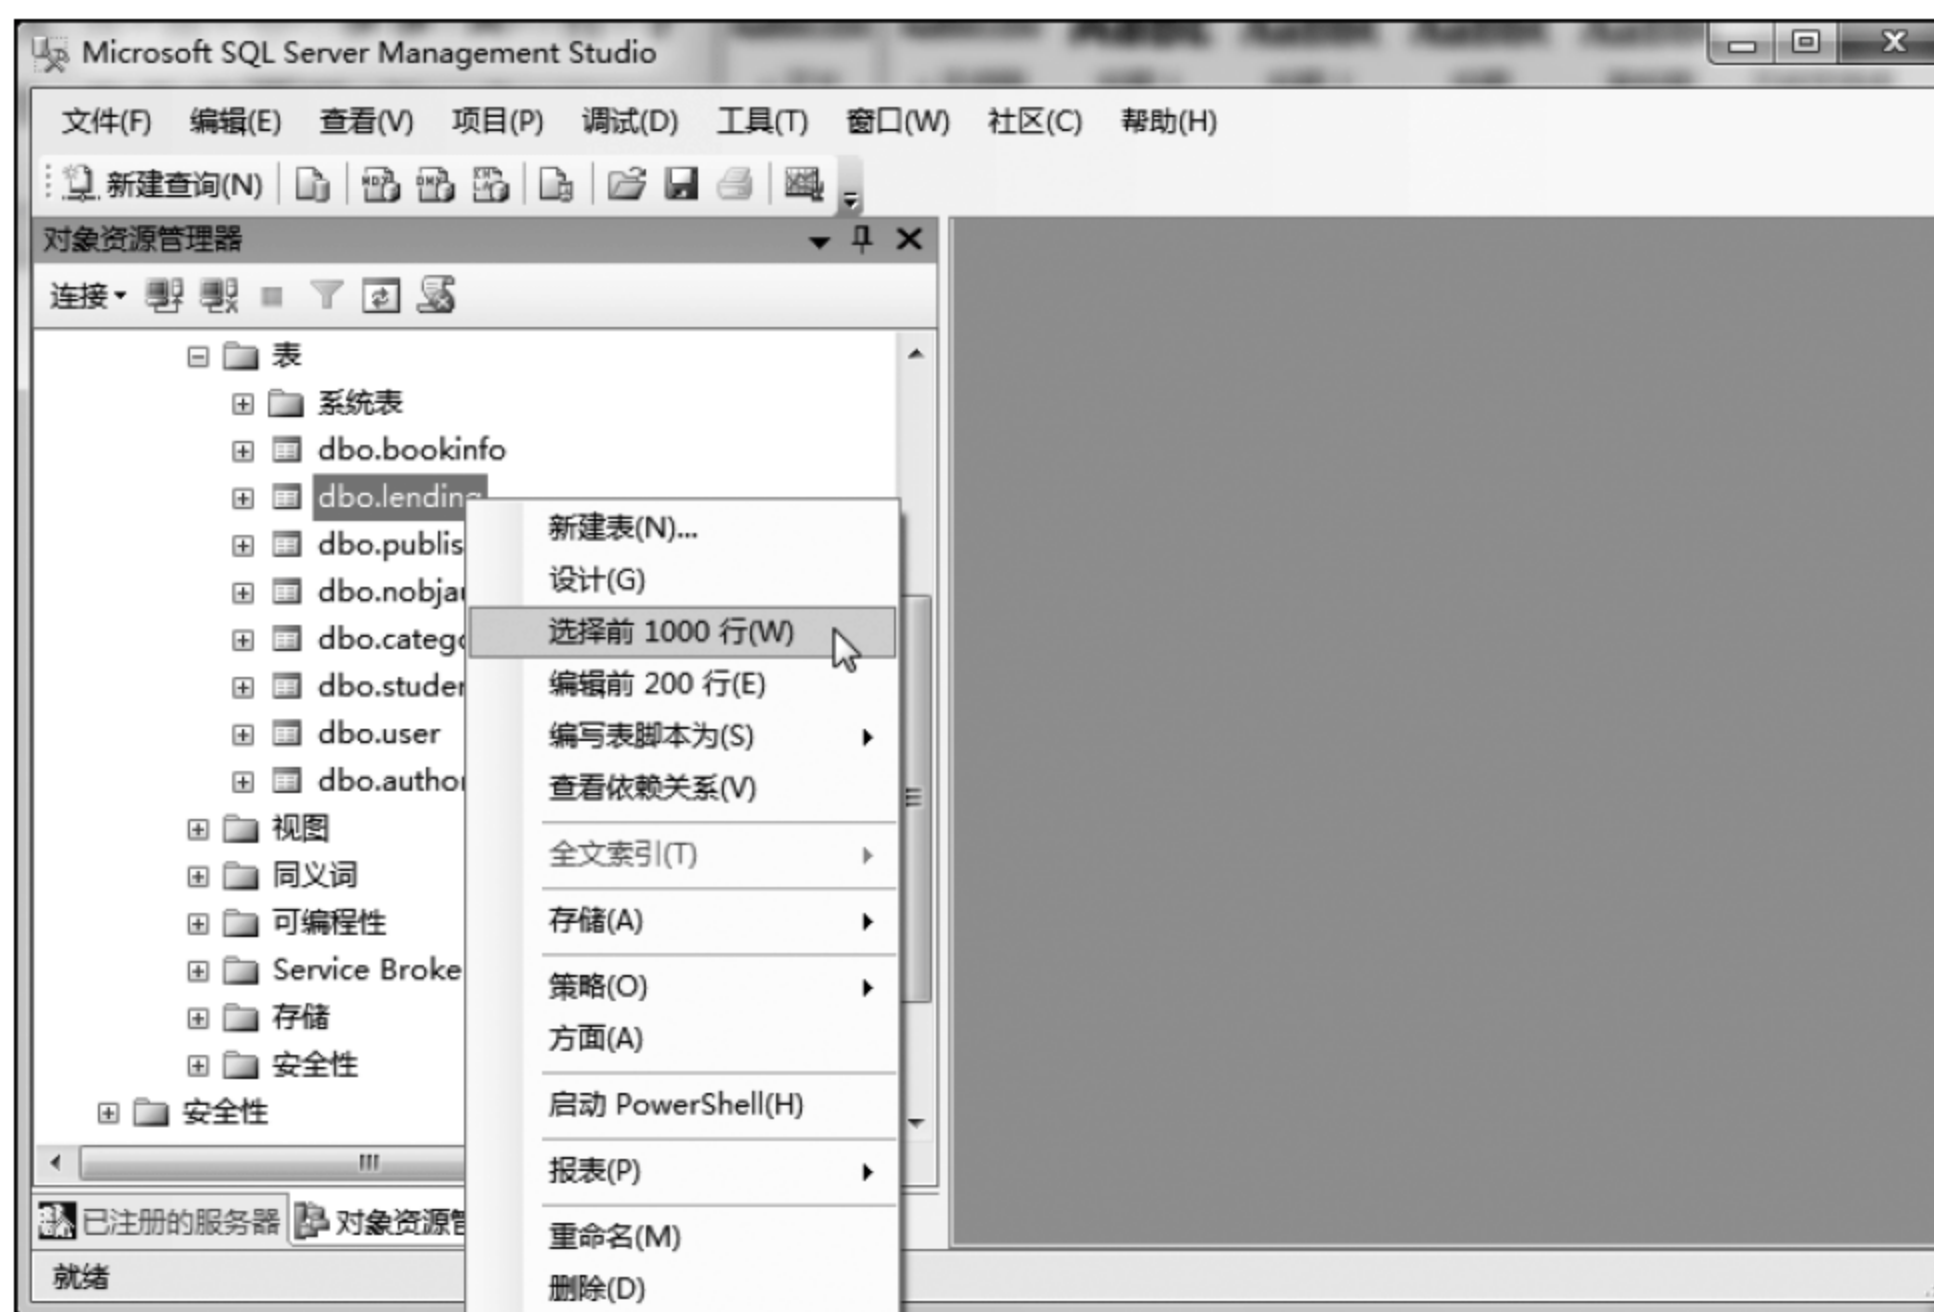 Microsoft SQL Server Management Studio
文件(F) 编辑(E) 查看(V) 项目(P) 调试(D) 工具(T) 窗口(W) 社区(C) 帮助(H)
新建查询(N)
对象资源管理器
连接
表
系统表
dbo.bookinfo
dbo.lending
dbo.publis
dbo.nobja
dbo.catego
dbo.studen
dbo.user
dbo.author
视图
同义词
可编程性
Service Broke
存储
安全性
安全性
新建表(N)...
设计(G)
选择前 1000 行(W)
编辑前 200 行(E)
编写表脚本为(S)
查看依赖关系(V)
全文索引(T)
存储(A)
策略(O)
方面(A)
启动 PowerShell(H)
报表(P)
重命名(M)
删除(D)
已注册的服务器 对象资源管
就绪